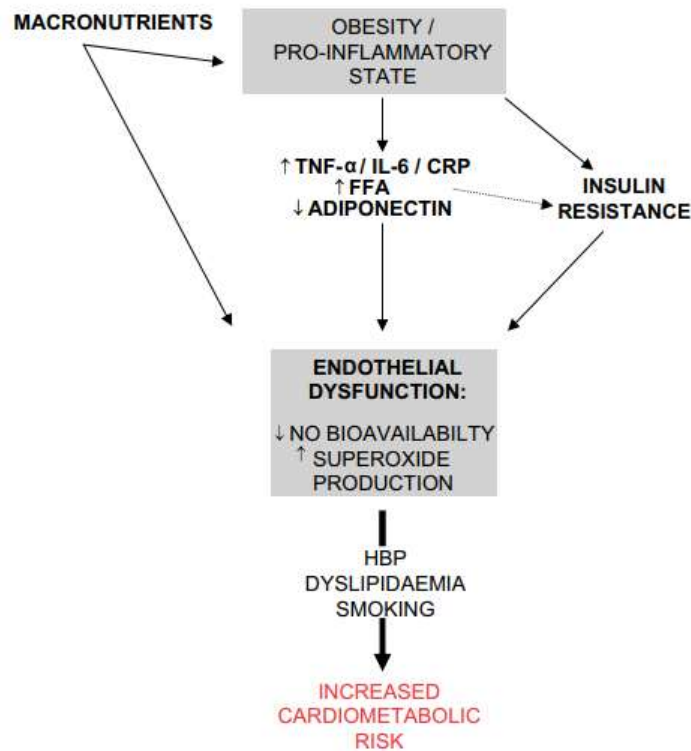 MACRONUTRIENTS
OBESITY /
PRO-INFLAMMATORY
STATE
↑ TNF-α / IL-6 / CRP
↑ FFA
↓ ADIPONECTIN
INSULIN
RESISTANCE
ENDOTHELIAL
DYSFUNCTION:
↓ NO BIOAVAILABILTY
↑ SUPEROXIDE
PRODUCTION
HBP
DYSLIPIDAEMIA
SMOKING
INCREASED
CARDIOMETABOLIC
RISK